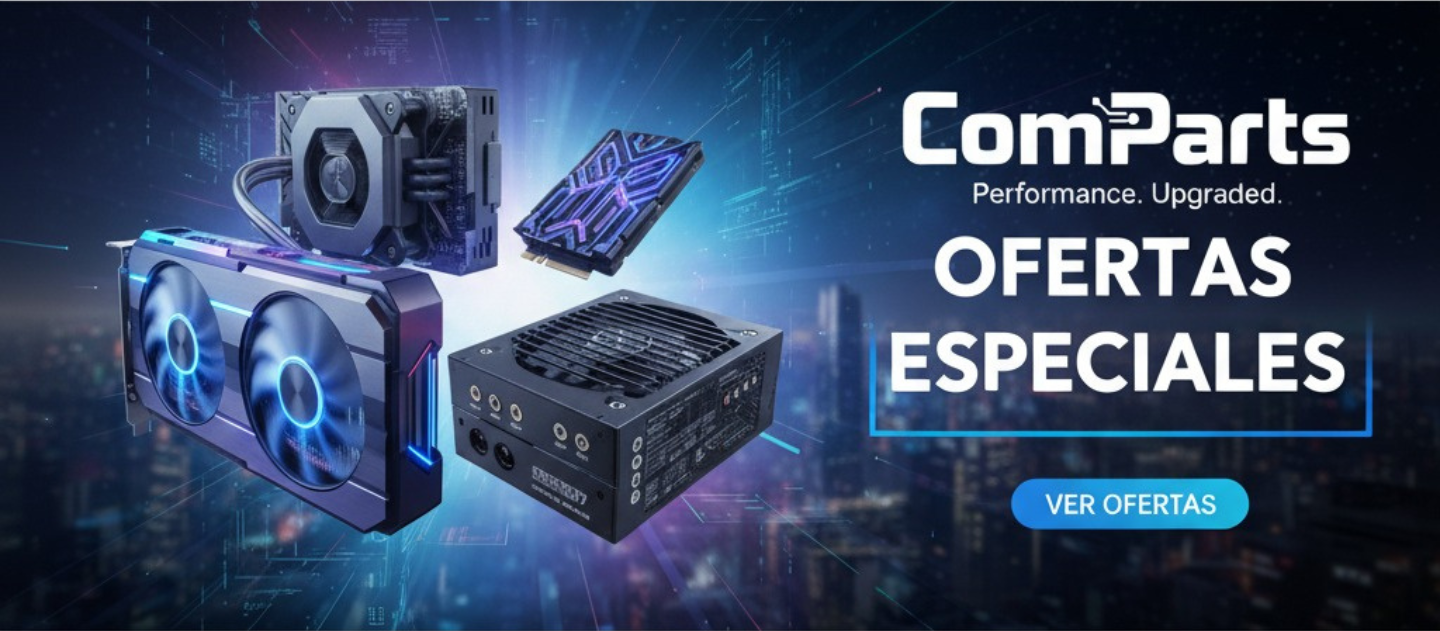 ComParts
Performance. Upgraded.
OFERTAS
ESPECIALES
VER OFERTAS